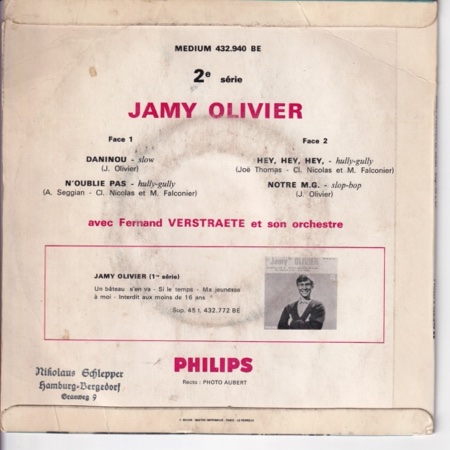 MEDIUM 432.940 BE
2e série
JAMY OLIVIER
Face 1
DANINOU - slow
(J. Olivier)
N'OUBLIE PAS - hully-gully
(A. Seggian - Cl. Nicolas et M. Falconier)
Face 2
HEY, HEY, HEY, - hully-gully
(Joë Thomas - Cl. Nicolas et M. Falconier)
NOTRE M.G. - slop-bop
(J. Olivier)
avec Fernand VERSTRAETE et son orchestre
JAMY OLIVIER (1re série)
Un bâteau s'en va - Si le temps - Ma jeunesse
à moi - Interdit aux moins de 16 ans
Sup. 45 t. 432.772 BE
"Jamy" OLIVIER
PHILIPS
Recto : PHOTO AUBERT
Nikolaus Schlepper
Hamburg-Bergedorf
Grasweg 9